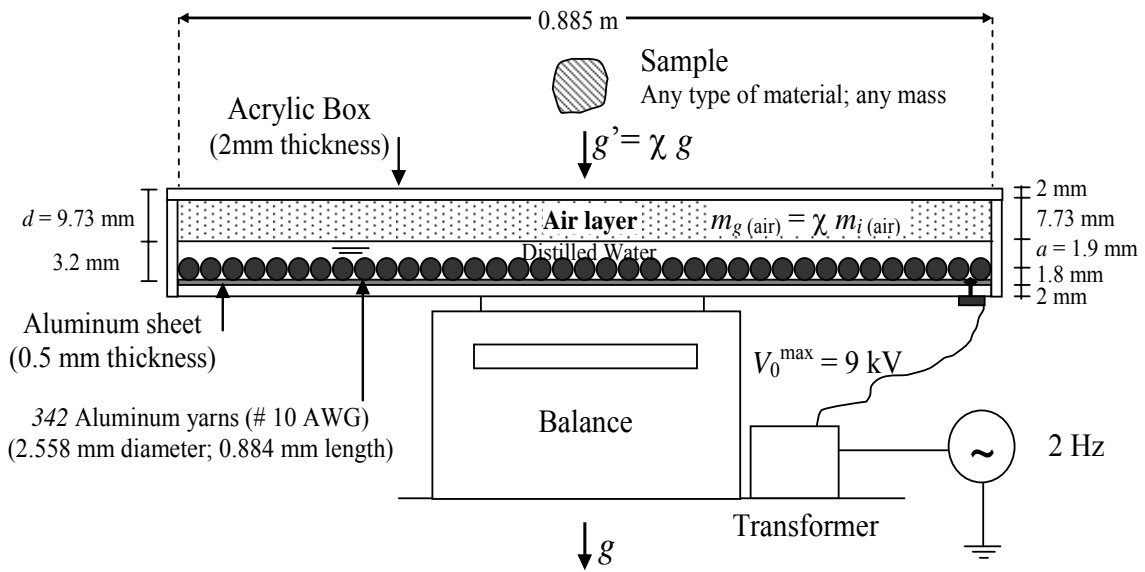 0.885 m
Sample
Any type of material; any mass
Acrylic Box
(2mm thickness)
g’= χ g
2 mm
d = 9.73 mm
Air layer
m g (air) = χ m i (air)
7.73 mm
Distilled Water
a = 1.9 mm
3.2 mm
1.8 mm
2 mm
Aluminum sheet
(0.5 mm thickness)
V0 max = 9 kV
342 Aluminum yarns (# 10 AWG)
(2.558 mm diameter; 0.884 mm length)
Balance
~
2 Hz
Transformer
g